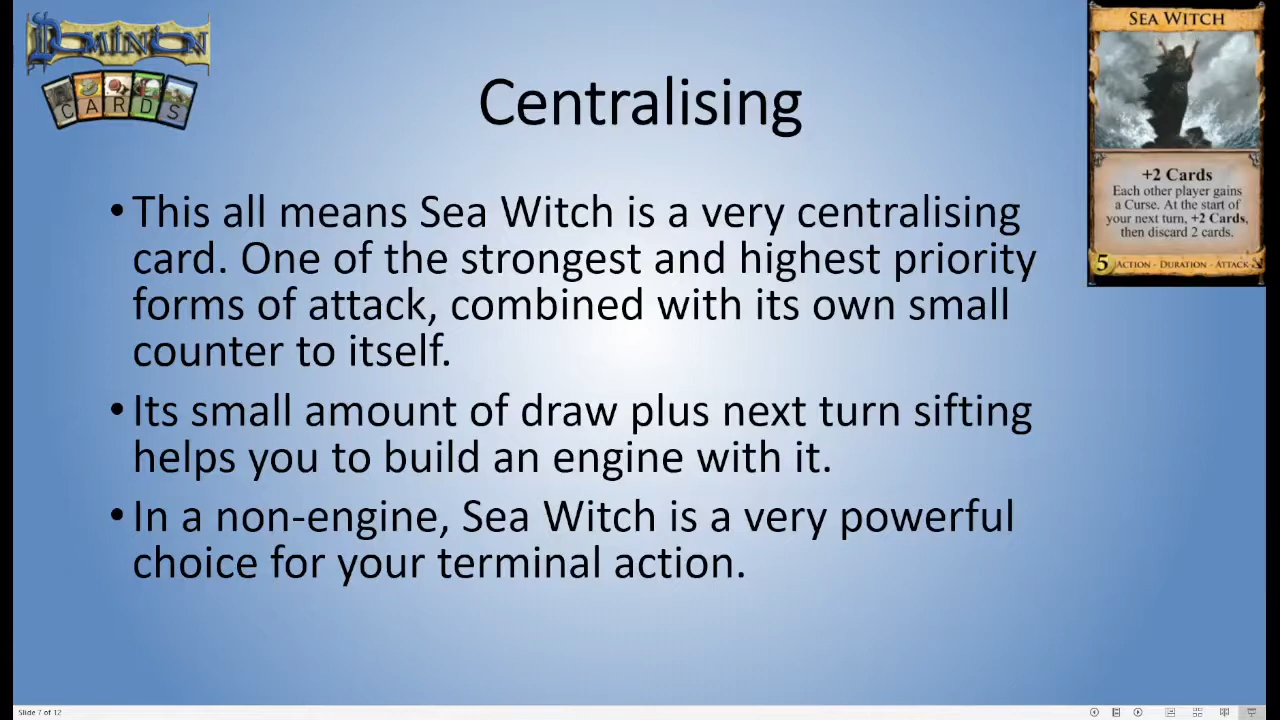 DOMINION
CARDS
Centralising
SEA WITCH
+2 Cards
Each other player gains
a Curse. At the start of
your next turn, +2 Cards,
then discard 2 cards.
5 ACTION - DURATION - ATTACK
• This all means Sea Witch is a very centralising
card. One of the strongest and highest priority
forms of attack, combined with its own small
counter to itself.
• Its small amount of draw plus next turn sifting
helps you to build an engine with it.
• In a non-engine, Sea Witch is a very powerful
choice for your terminal action.
Slide 7 of 12